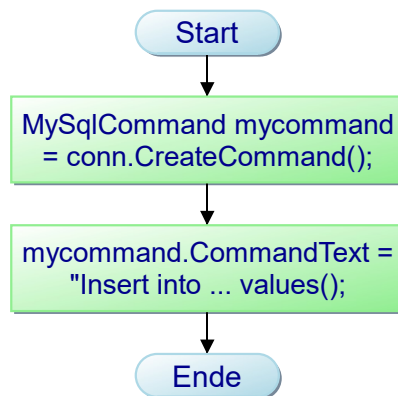 Start
MySqlCommand mycommand
= conn.CreateCommand();
mycommand.CommandText =
"Insert into ... values();
Ende